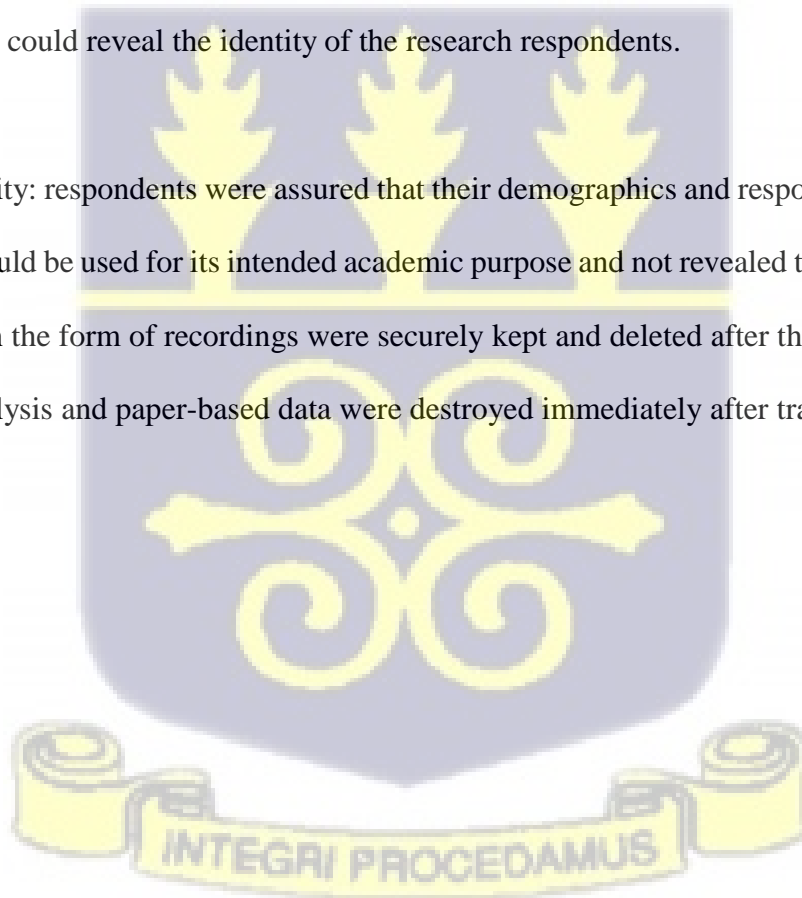 could reveal the identity of the research respondents.
ity: respondents were assured that their demographics and respo
uld be used for its intended academic purpose and not revealed t
the form of recordings were securely kept and deleted after th
lysis and paper-based data were destroyed immediately after tra
INTEGRI PROCEDAMUS